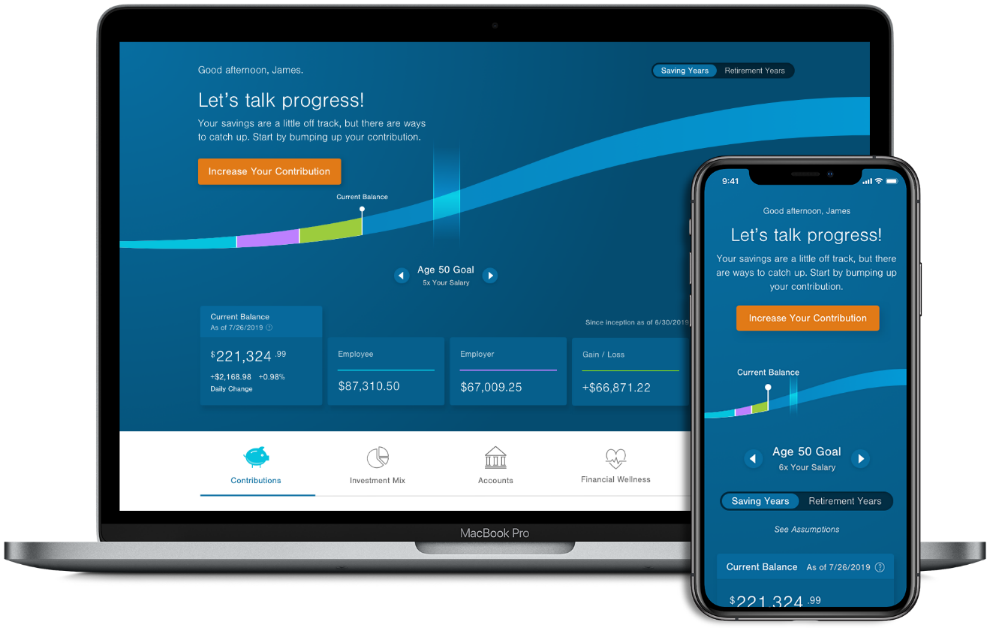 Good afternoon, James.
Saving Years Retirement Years
Let's talk progress!
Your savings are a little off track, but there are ways
to catch up. Start by bumping up your contribution.
Increase Your Contribution
Current Balance
Age 50 Goal
5x Your Salary
Current Balance
As of 7/26/2019 ?
$221,324.99
+$2,168.98 +0.98%
Daily Change
Since inception as of 6/30/2019
Employee
$87,310.50
Employer
$67,009.25
Gain / Loss
+$66,871.22
Contributions
Investment Mix
Accounts
Financial Wellness
MacBook Pro
9:41
Good afternoon, James
Let's talk progress!
Your savings are a little off track, but there
are ways to catch up. Start by bumping up
your contribution.
Increase Your Contribution
Current Balance
Age 50 Goal
6x Your Salary
Saving Years Retirement Years
See Assumptions
Current Balance As of 7/26/2019 ?
$221,324.99